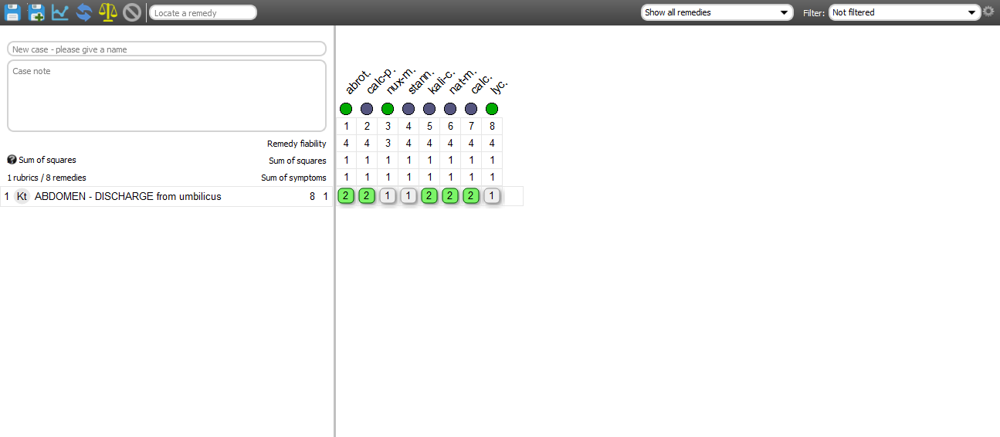 Locate a remedy
Show all remedies
Filter:
Not filtered
New case - please give a name
Case note
abrot. calc-p. nux-m. stann. kali-c. nat-m. calc. lyc.
1 2 3 4 5 6 7 8
Remedy fiability 4 4 3 4 4 4 4 4
? Sum of squares
Sum of squares 1 1 1 1 1 1 1 1
1 rubrics / 8 remedies
Sum of symptoms 1 1 1 1 1 1 1 1
1 Kt ABDOMEN - DISCHARGE from umbilicus 8 1 2 2 1 1 2 2 2 1